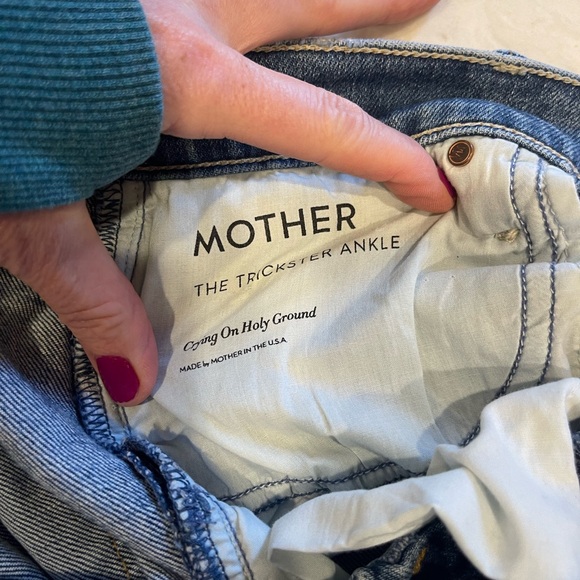 MOTHER
THE TRICKSTER ANKLE
Crying On Holy Ground
MADE by MOTHER IN THE U.S.A